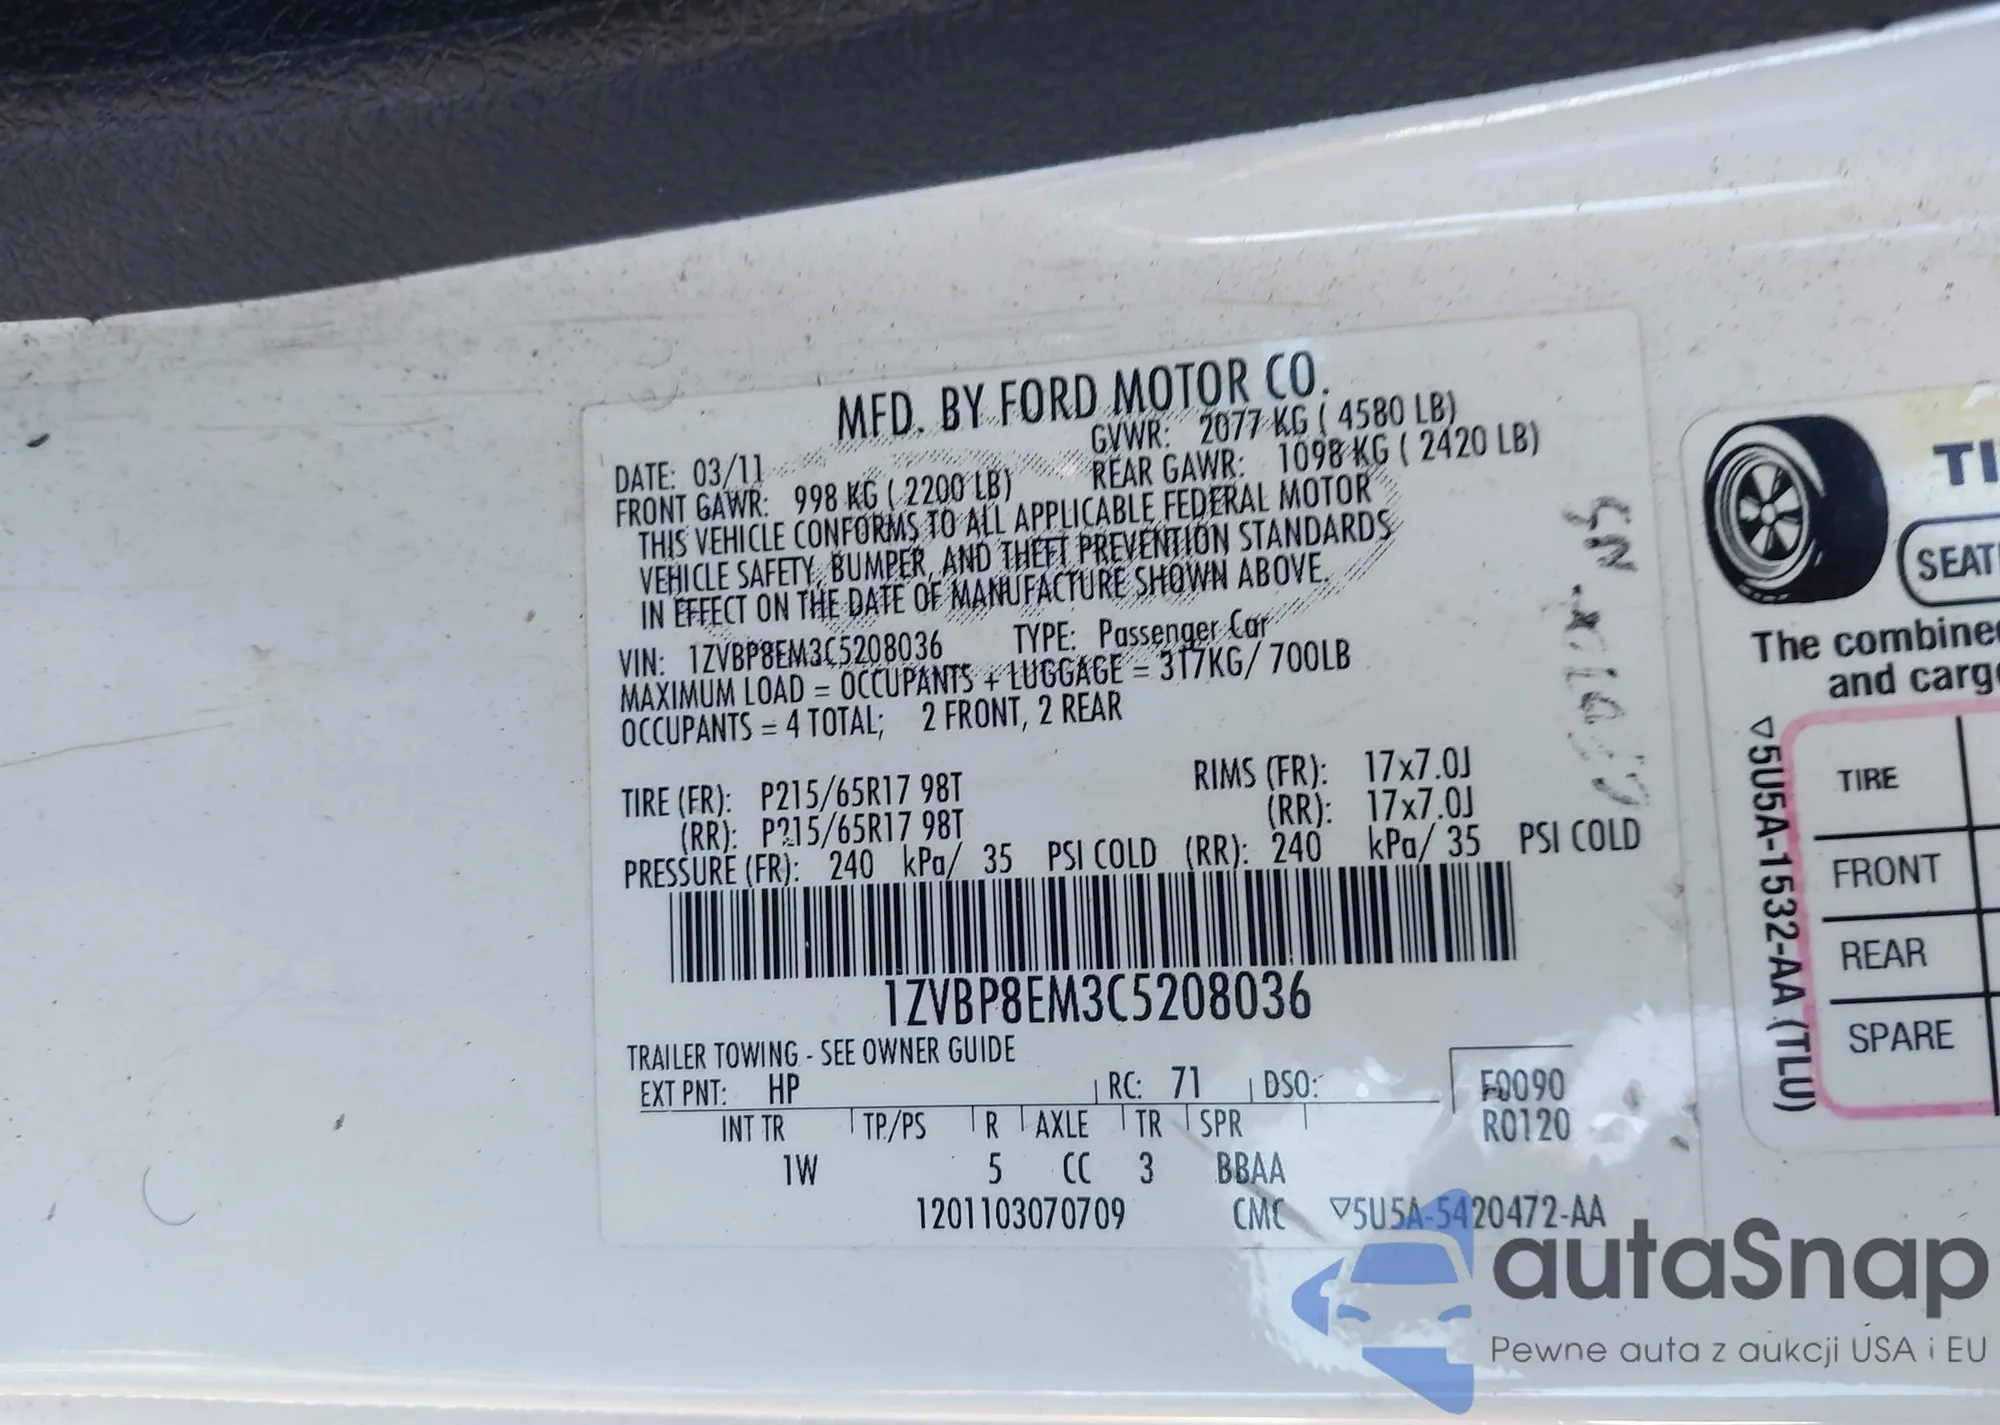 MFD. BY FORD MOTOR CO.
DATE: 03/11 GVWR: 2077 KG ( 4580 LB)
FRONT GAWR: 998 KG ( 2200 LB) REAR GAWR: 1098 KG ( 2420 LB)
THIS VEHICLE CONFORMS TO ALL APPLICABLE FEDERAL MOTOR
VEHICLE SAFETY, BUMPER, AND THEFT PREVENTION STANDARDS
IN EFFECT ON THE DATE OF MANUFACTURE SHOWN ABOVE.
VIN: 1ZVBP8EM3C5208036 TYPE: Passenger Car
MAXIMUM LOAD = OCCUPANTS + LUGGAGE = 317KG/ 700LB
OCCUPANTS = 4 TOTAL; 2 FRONT, 2 REAR
TIRE (FR): P215/65R17 98T RIMS (FR): 17x7.0J
(RR): P215/65R17 98T (RR): 17x7.0J
PRESSURE (FR): 240 kPa/ 35 PSI COLD (RR): 240 kPa/ 35 PSI COLD
1ZVBP8EM3C5208036
TRAILER TOWING - SEE OWNER GUIDE
EXT PNT: HP RC: 71 DSO: F0090
R0120
INT TR TP/PS R AXLE TR SPR
1W 5 CC 3 BBAA
1201103070709 CMC ▽5U5A-5420472-AA
TI
SEAT
The combine
and carg
▽5U5A-1532-AA (TLU)
TIRE
FRONT
REAR
SPARE
autaSnap
Pewne auta z aukcji USA i EU